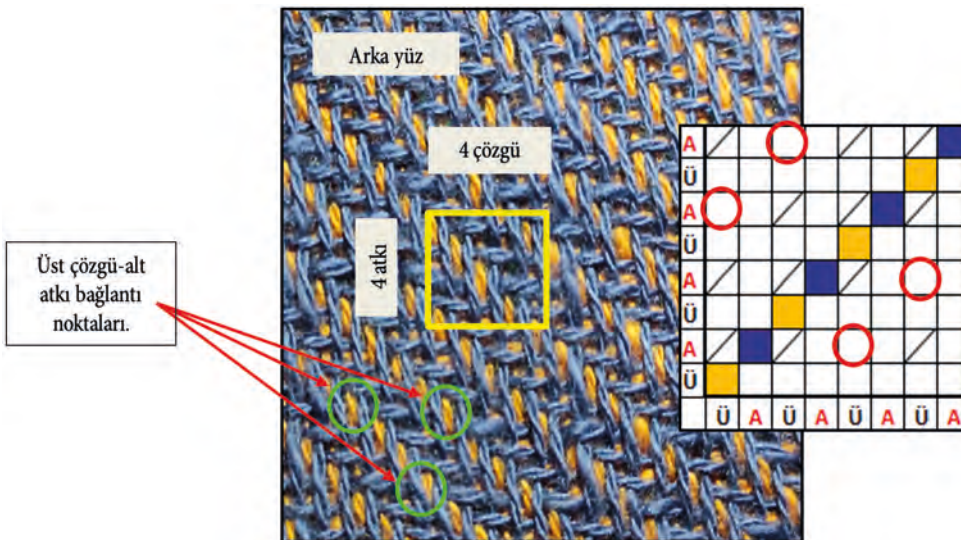 Arka yüz
4 çözgü
4 atkı
Üst çözgü-alt
atkı bağlantı
noktaları.
A
Ü
A
Ü
A
Ü
A
Ü
Ü A Ü A Ü A Ü A